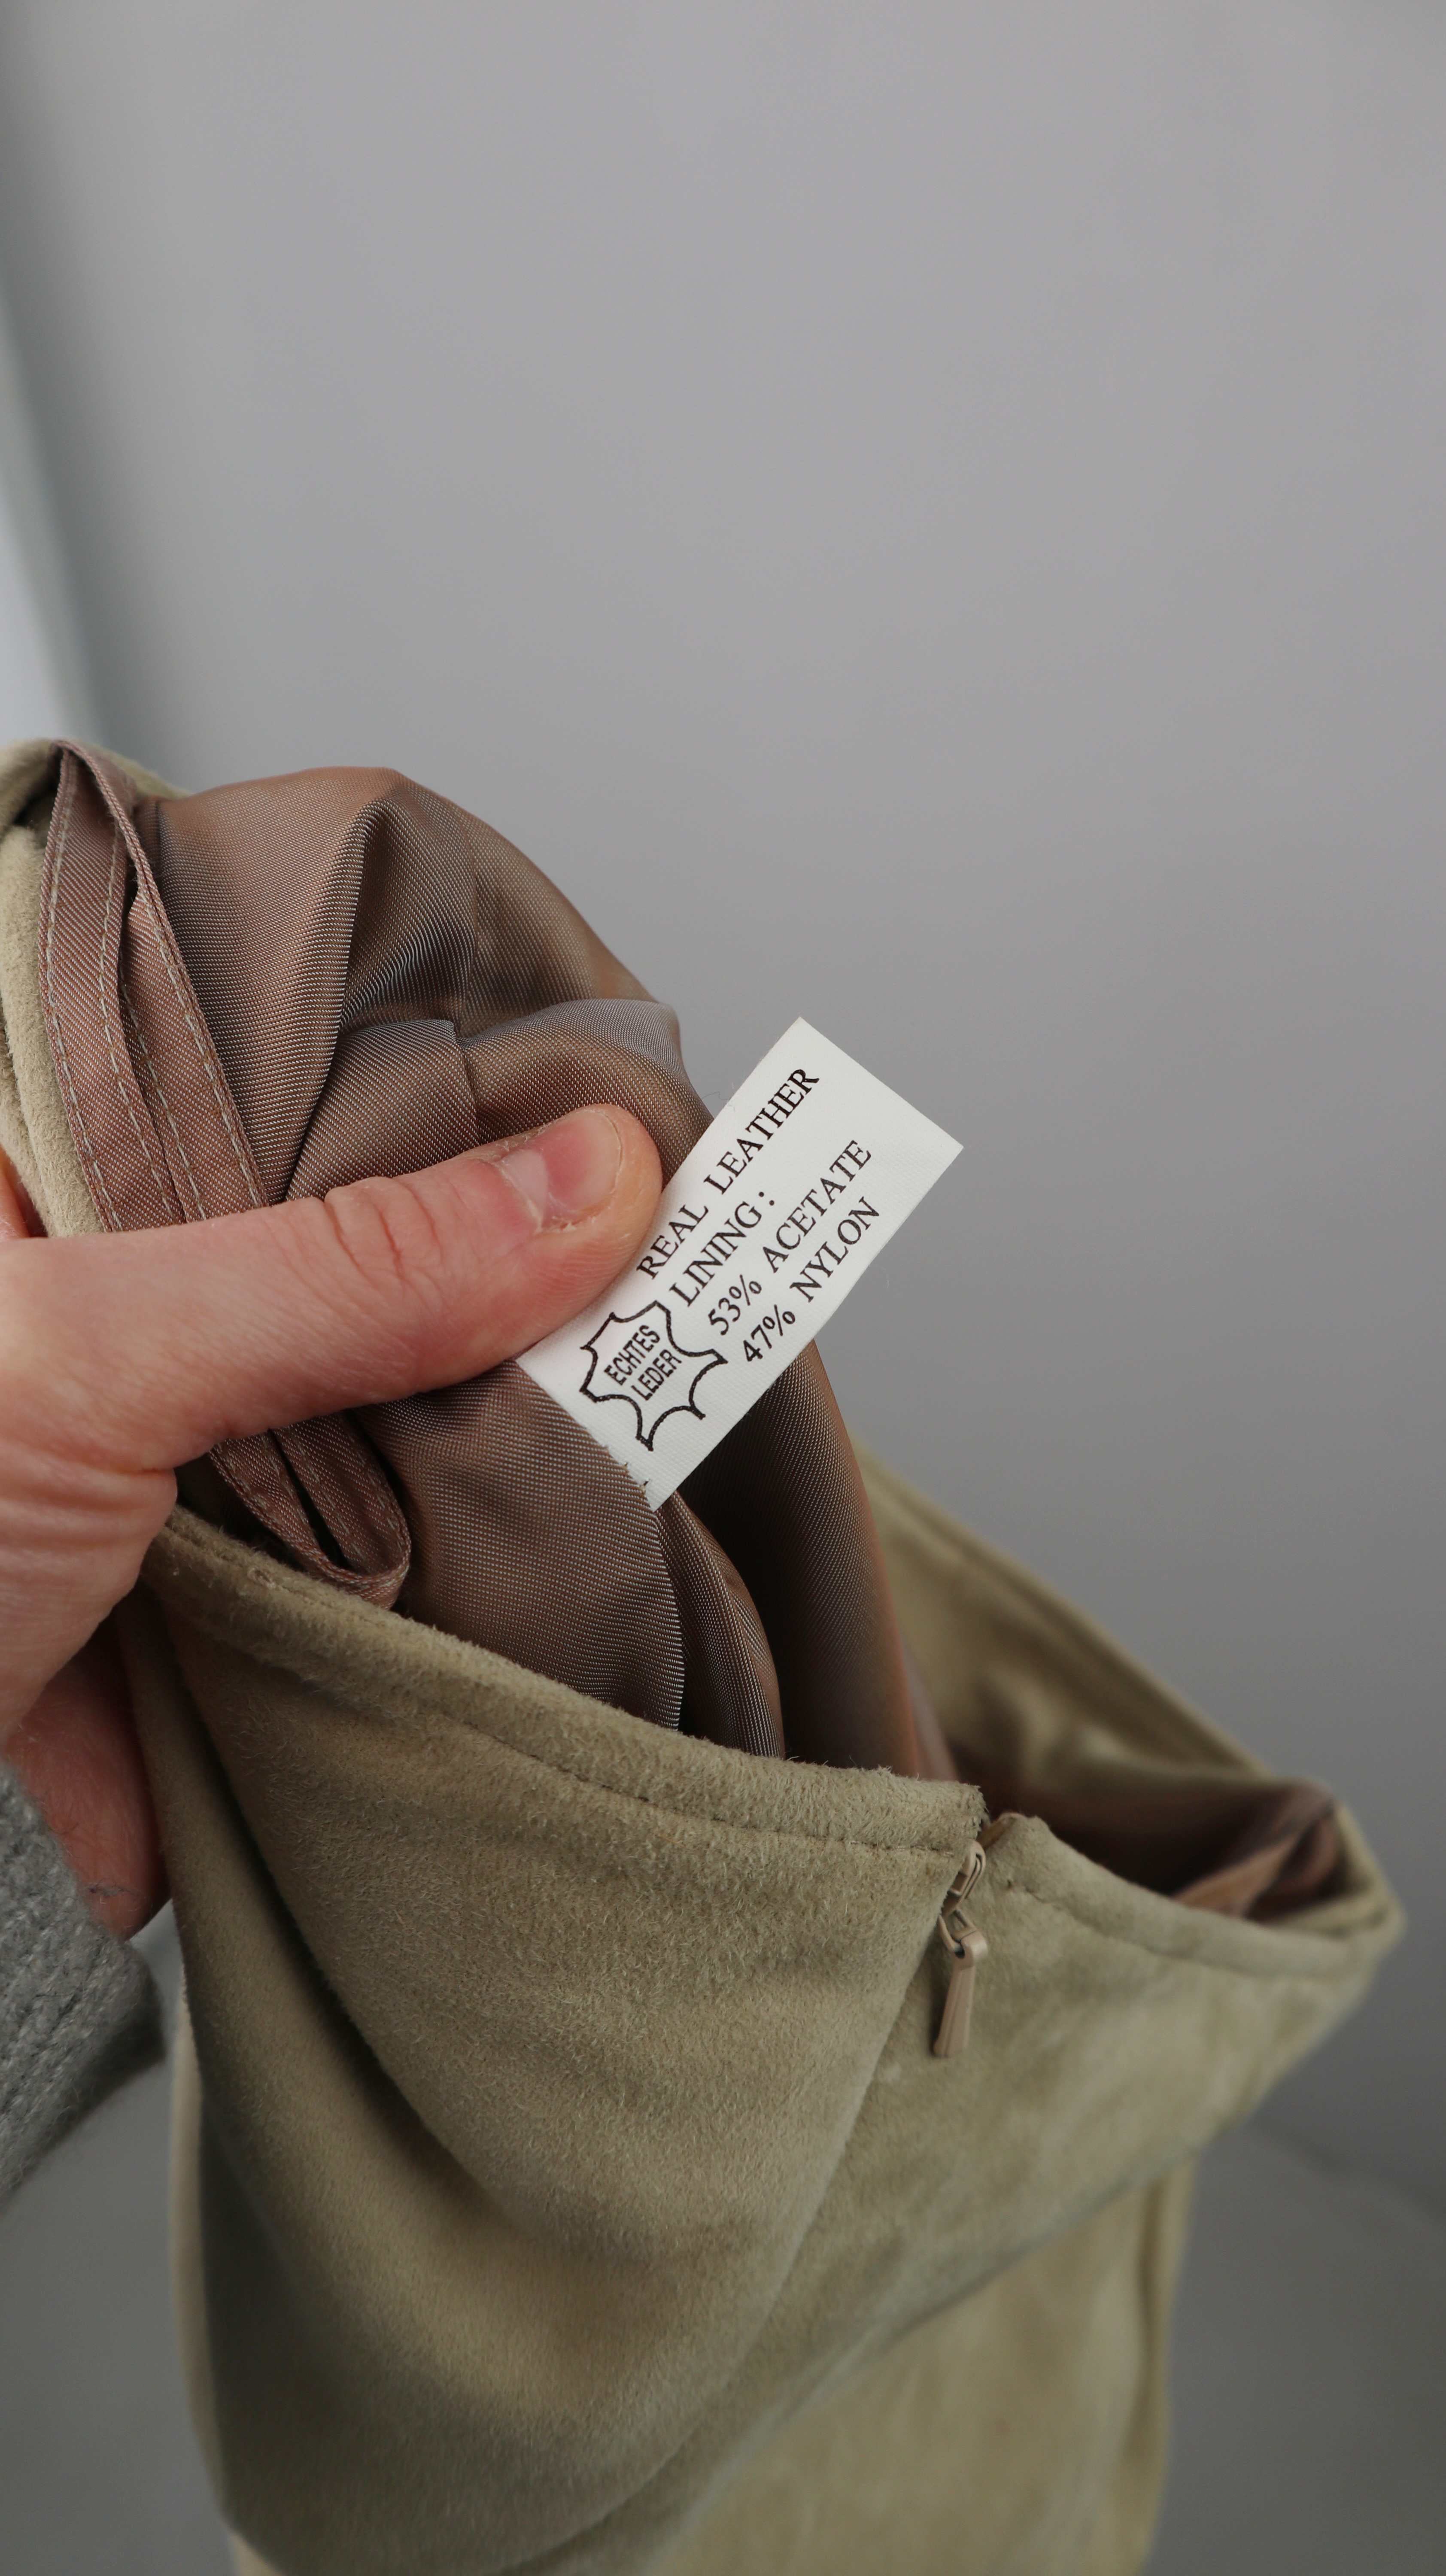 REAL LEATHER
LINING :
53% ACETATE
47% NYLON
ECHTES
LEDER